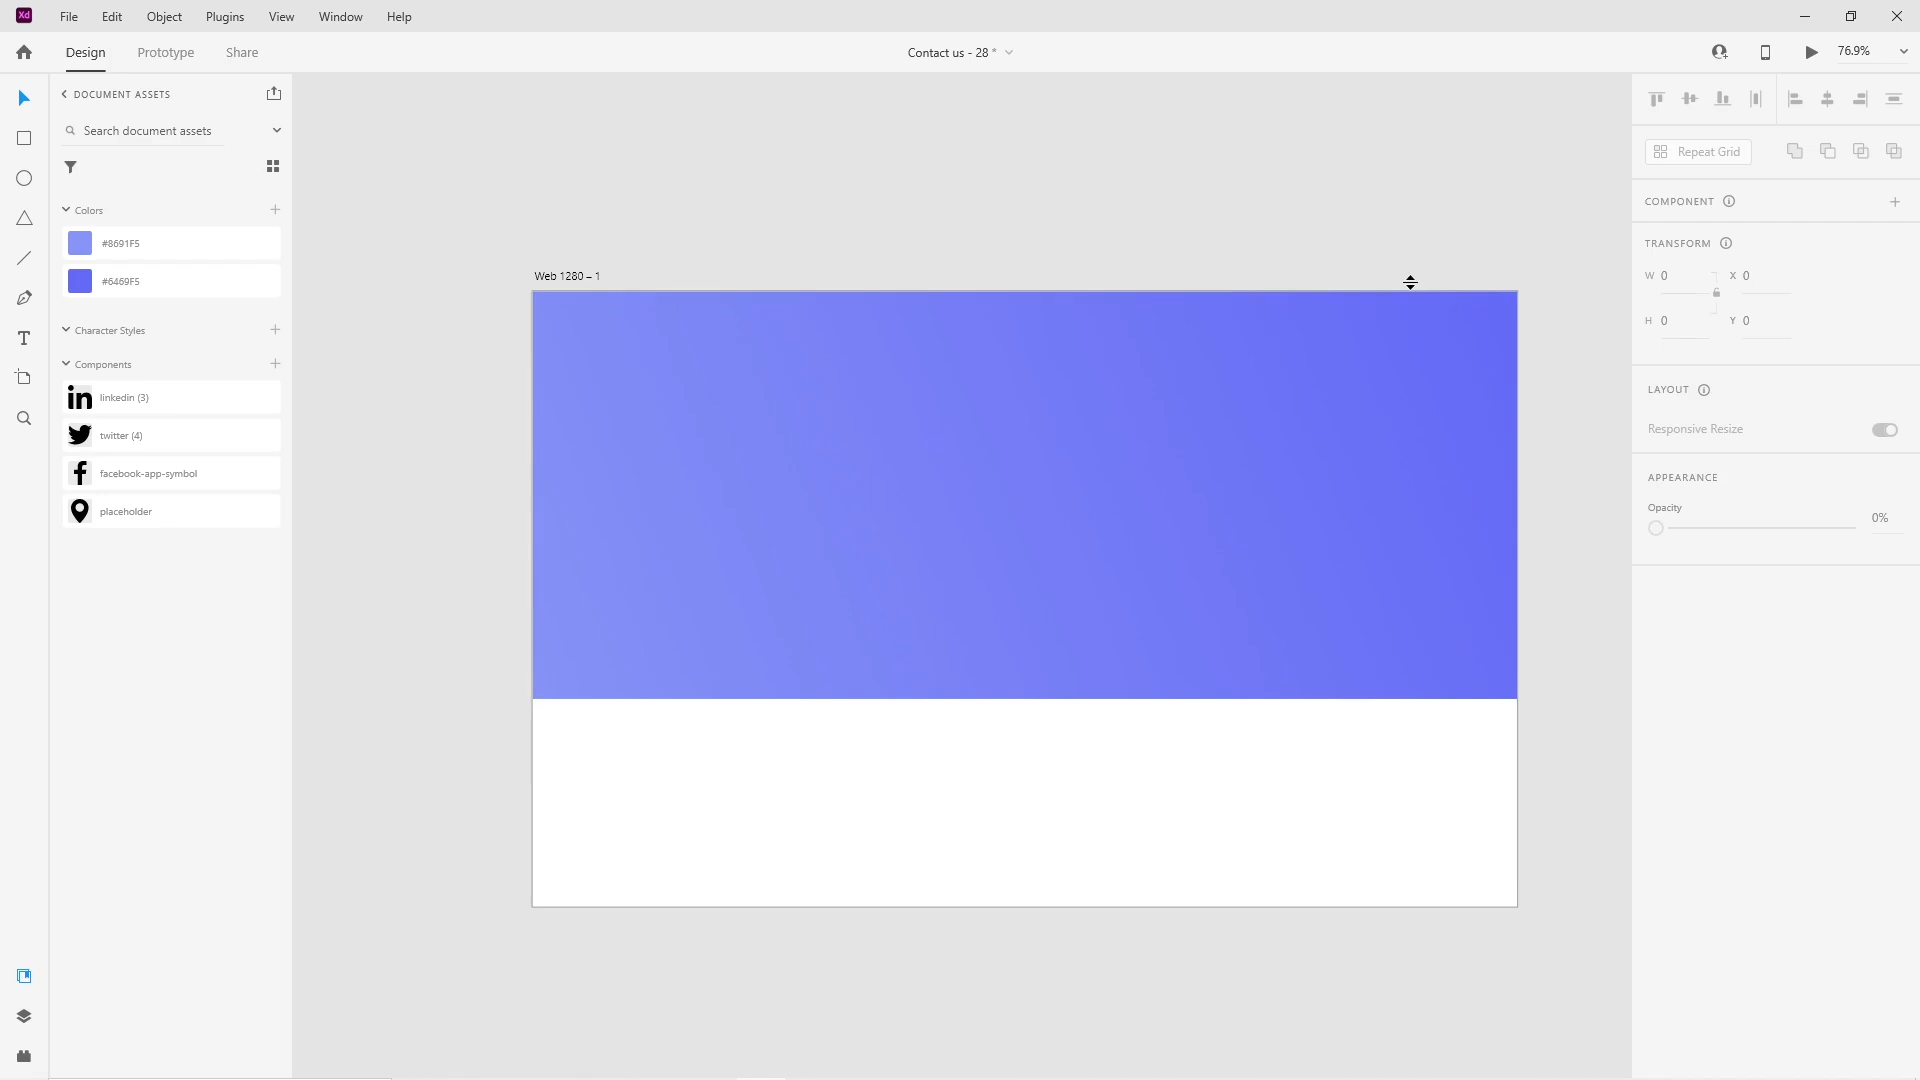 Xd File Edit Object Plugins View Window Help
Design Prototype Share Contact us - 28 * 76.9%
DOCUMENT ASSETS
Search document assets
Colors
#8691F5
#6469F5
Character Styles
Components
linkedin (3)
twitter (4)
facebook-app-symbol
placeholder
Web 1280 – 1
Repeat Grid
COMPONENT
TRANSFORM
W 0 X 0
H 0 Y 0
LAYOUT
Responsive Resize
APPEARANCE
Opacity
0%